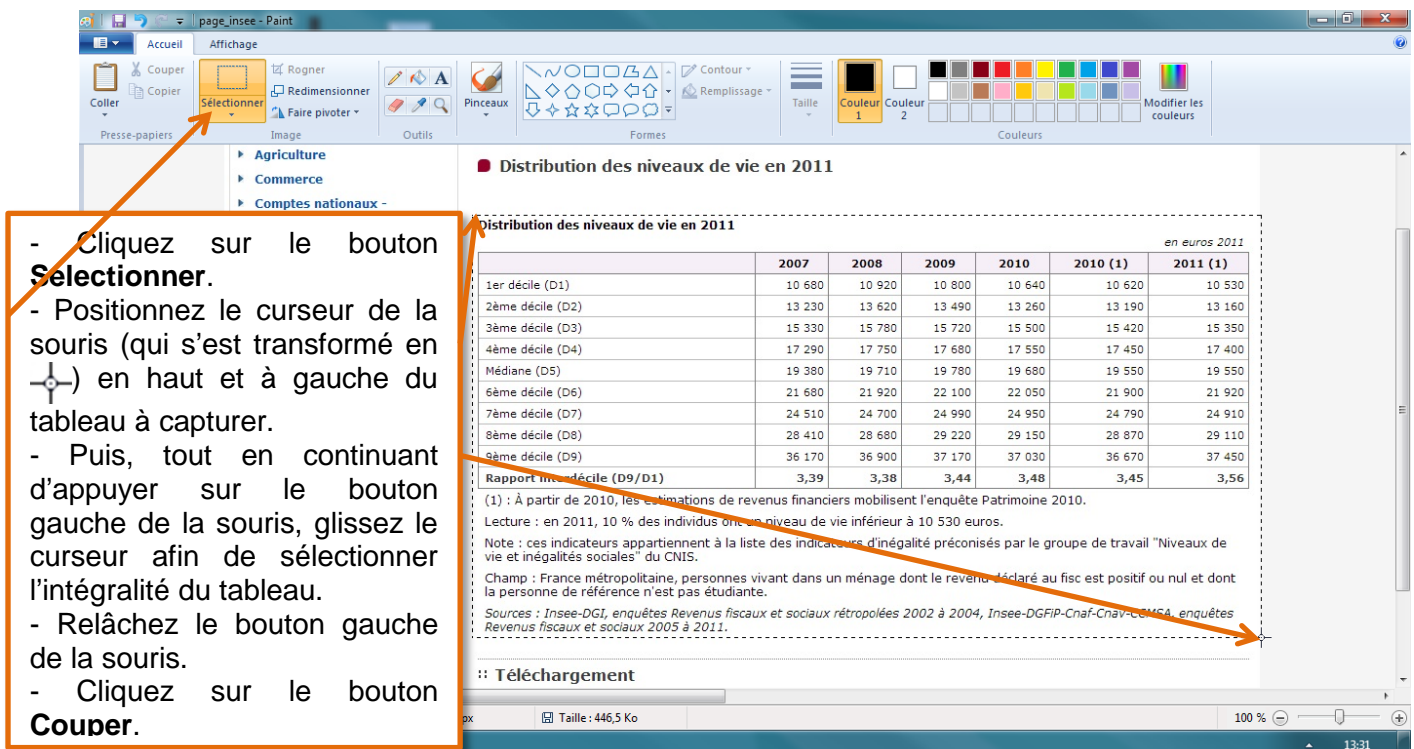 page_insee - Paint
Accueil Affichage
Coller
Couper
Copier
Presse-papiers
Sélectionner
Rogner
Redimensionner
Faire pivoter
Image
A
Outils
Pinceaux
Contour
Remplissage
Formes
Taille
Couleur 1
Couleur 2
Modifier les couleurs
Couleurs
Agriculture
Commerce
Comptes nationaux -
Distribution des niveaux de vie en 2011
Distribution des niveaux de vie en 2011
en euros 2011
2007 2008 2009 2010 2010 (1) 2011 (1)
1er décile (D1) 10 680 10 920 10 800 10 640 10 620 10 530
2ème décile (D2) 13 230 13 620 13 490 13 260 13 190 13 160
3ème décile (D3) 15 330 15 780 15 720 15 500 15 420 15 350
4ème décile (D4) 17 290 17 750 17 680 17 550 17 450 17 400
Médiane (D5) 19 380 19 710 19 780 19 680 19 550 19 550
6ème décile (D6) 21 680 21 920 22 100 22 050 21 900 21 920
7ème décile (D7) 24 510 24 700 24 990 24 950 24 790 24 910
8ème décile (D8) 28 410 28 680 29 220 29 150 28 870 29 110
9ème décile (D9) 36 170 36 900 37 170 37 030 36 670 37 450
Rapport interdécile (D9/D1) 3,39 3,38 3,44 3,48 3,45 3,56
(1) : À partir de 2010, les estimations de revenus financiers mobilisent l'enquête Patrimoine 2010.
Lecture : en 2011, 10 % des individus ont un niveau de vie inférieur à 10 530 euros.
Note : ces indicateurs appartiennent à la liste des indicateurs d'inégalité préconisés par le groupe de travail "Niveaux de
vie et inégalités sociales" du CNIS.
Champ : France métropolitaine, personnes vivant dans un ménage dont le revenu déclaré au fisc est positif ou nul et dont
la personne de référence n'est pas étudiante.
Sources : Insee-DGI, enquêtes Revenus fiscaux et sociaux rétropolées 2002 à 2004, Insee-DGFiP-Cnaf-Cnav-CCMSA, enquêtes
Revenus fiscaux et sociaux 2005 à 2011.
:: Téléchargement
- Cliquez sur le bouton
Sélectionner.
- Positionnez le curseur de la
souris (qui s'est transformé en
) en haut et à gauche du
tableau à capturer.
- Puis, tout en continuant
d'appuyer sur le bouton
gauche de la souris, glissez le
curseur afin de sélectionner
l'intégralité du tableau.
- Relâchez le bouton gauche
de la souris.
- Cliquez sur le bouton
Couper.
px
Taille : 446,5 Ko
100 %
13:31